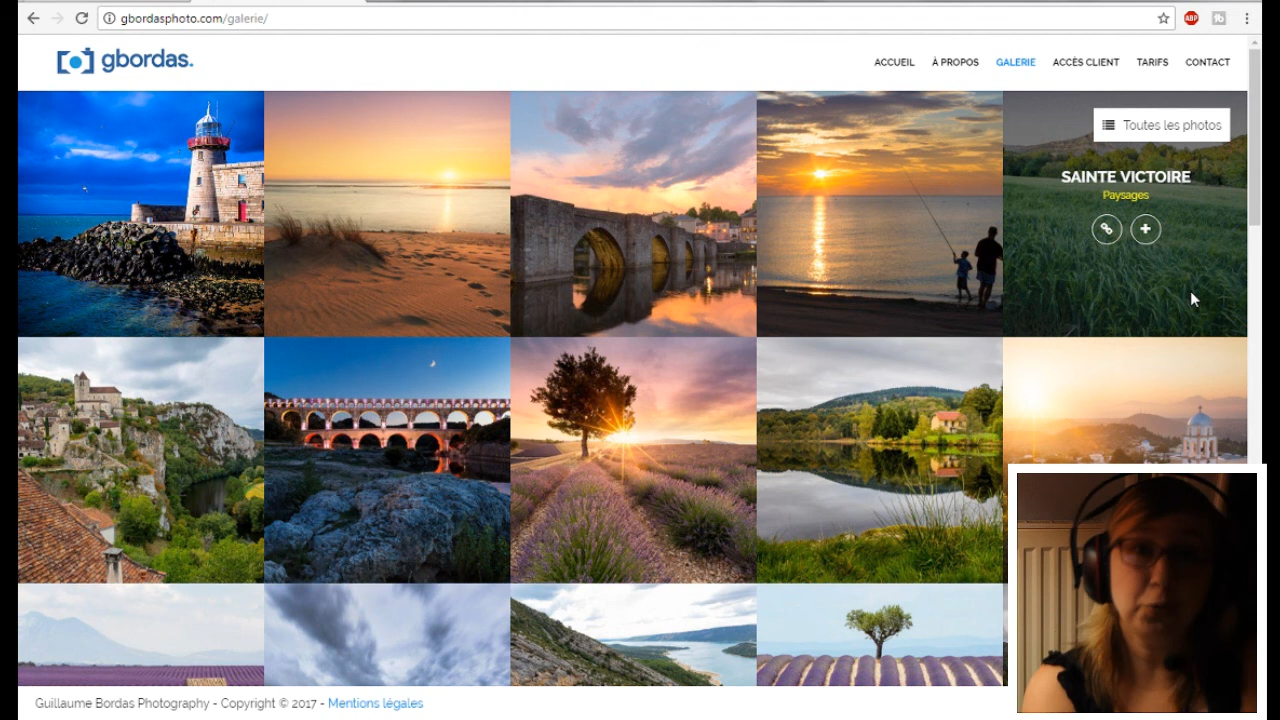 gbordasphoto.com/galerie/
ABP
gbordas.
ACCUEIL À PROPOS GALERIE ACCÈS CLIENT TARIFS CONTACT
Toutes les photos
SAINTE VICTOIRE
Paysages
Guillaume Bordas Photography - Copyright © 2017 - Mentions légales